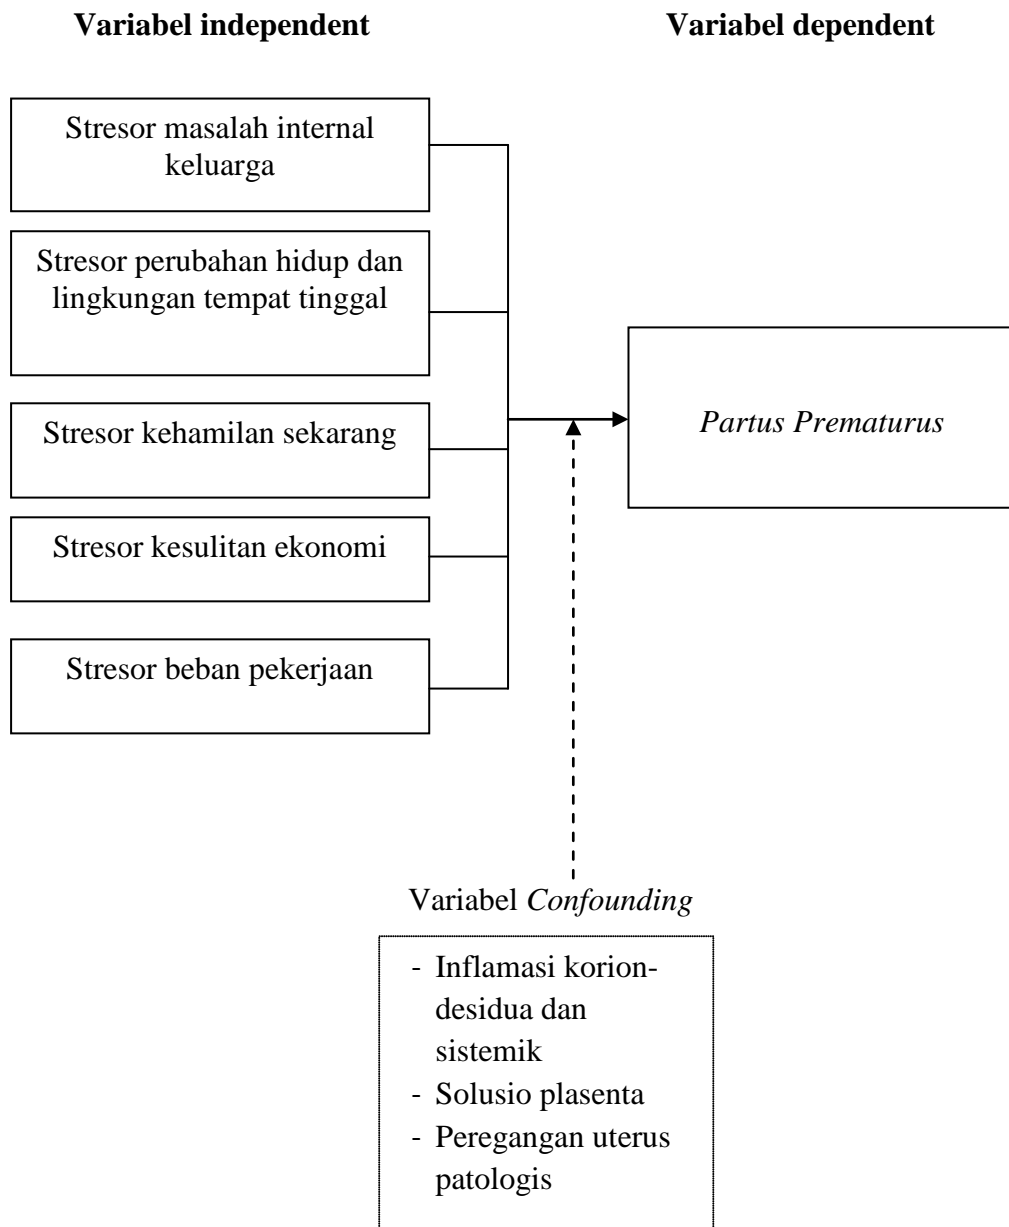 Variabel independent
Variabel dependent
Stresor masalah internal
keluarga
Stresor perubahan hidup dan
lingkungan tempat tinggal
Stresor kehamilan sekarang
Stresor kesulitan ekonomi
Stresor beban pekerjaan
Partus Prematurus
Variabel Confounding
- Inflamasi korion-
desidua dan
sistemik
- Solusio plasenta
- Peregangan uterus
patologis